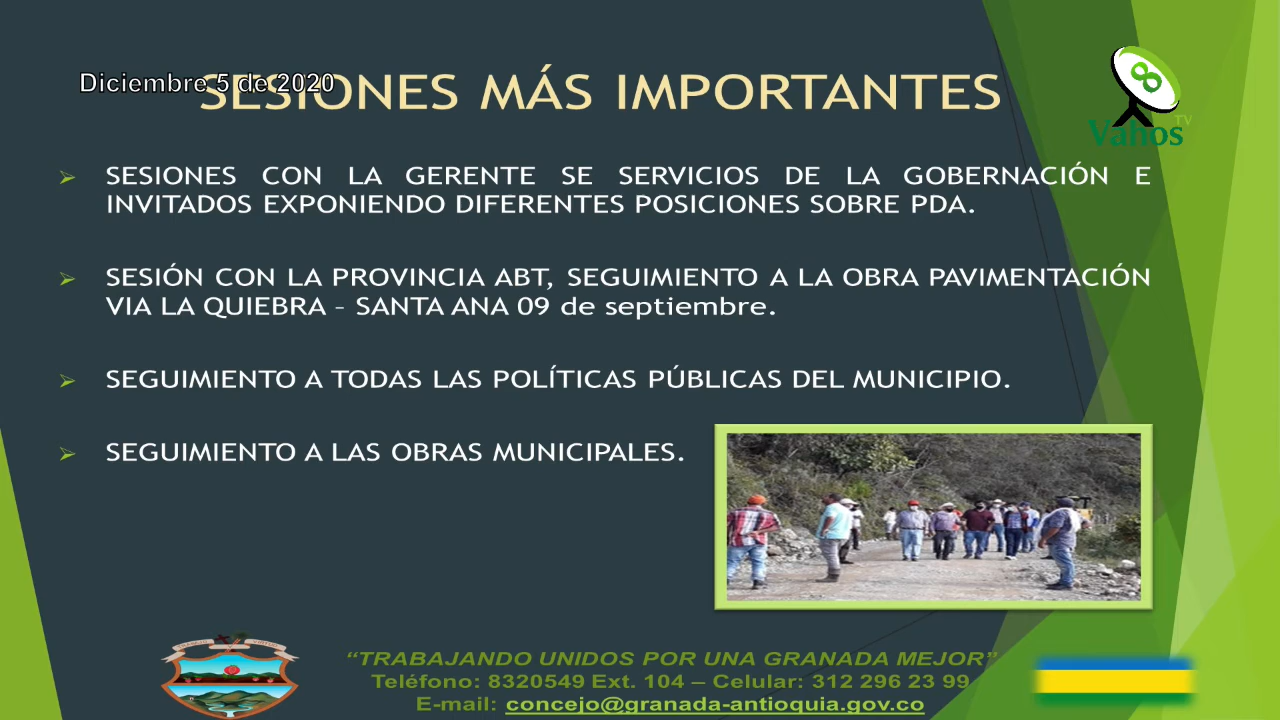 Diciembre 5 de 2020
SESIONES MÁS IMPORTANTES
8
Vahos TV
SESIONES CON LA GERENTE SE SERVICIOS DE LA GOBERNACIÓN E
INVITADOS EXPONIENDO DIFERENTES POSICIONES SOBRE PDA.
SESIÓN CON LA PROVINCIA ABT, SEGUIMIENTO A LA OBRA PAVIMENTACIÓN
VIA LA QUIEBRA – SANTA ANA 09 de septiembre.
SEGUIMIENTO A TODAS LAS POLÍTICAS PÚBLICAS DEL MUNICIPIO.
SEGUIMIENTO A LAS OBRAS MUNICIPALES.
“TRABAJANDO UNIDOS POR UNA GRANADA MEJOR”
Teléfono: 8320549 Ext. 104 – Celular: 312 296 23 99
E-mail: concejo@granada-antioquia.gov.co